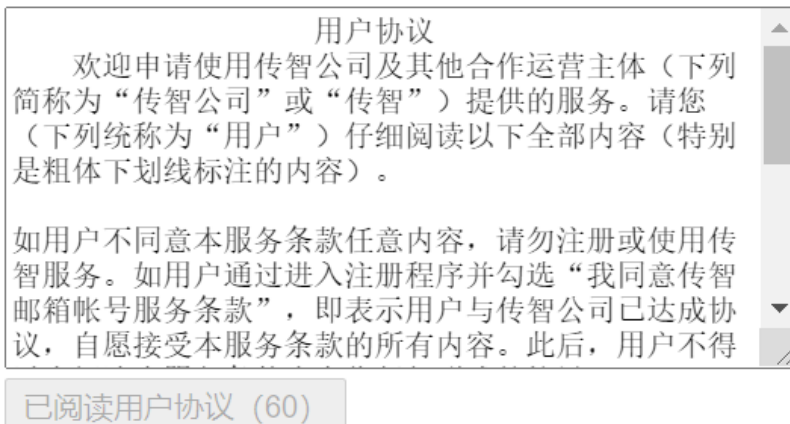 用户协议
欢迎申请使用传智公司及其他合作运营主体（下列
简称为“传智公司”或“传智”）提供的服务。请您
（下列统称为“用户”）仔细阅读以下全部内容（特别
是粗体下划线标注的内容）。
如用户不同意本服务条款任意内容，请勿注册或使用传
智服务。如用户通过进入注册程序并勾选“我同意传智
邮箱帐号服务条款”，即表示用户与传智公司已达成协
议，自愿接受本服务条款的所有内容。此后，用户不得
已阅读用户协议（60）